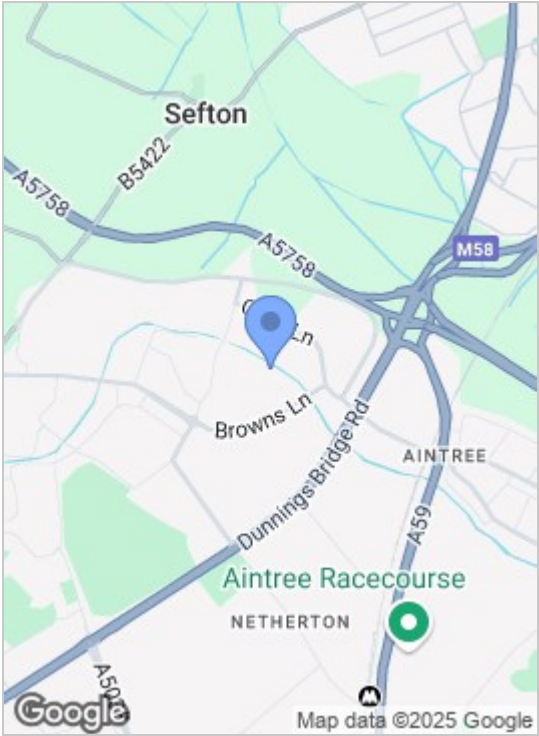 Sefton
B5422
A5758
A5758
M58
Ln
Browns Ln
Dunnings Bridge Rd
AINTREE
A59
Aintree Racecourse
NETHERTON
Google
Map data ©2025 Google